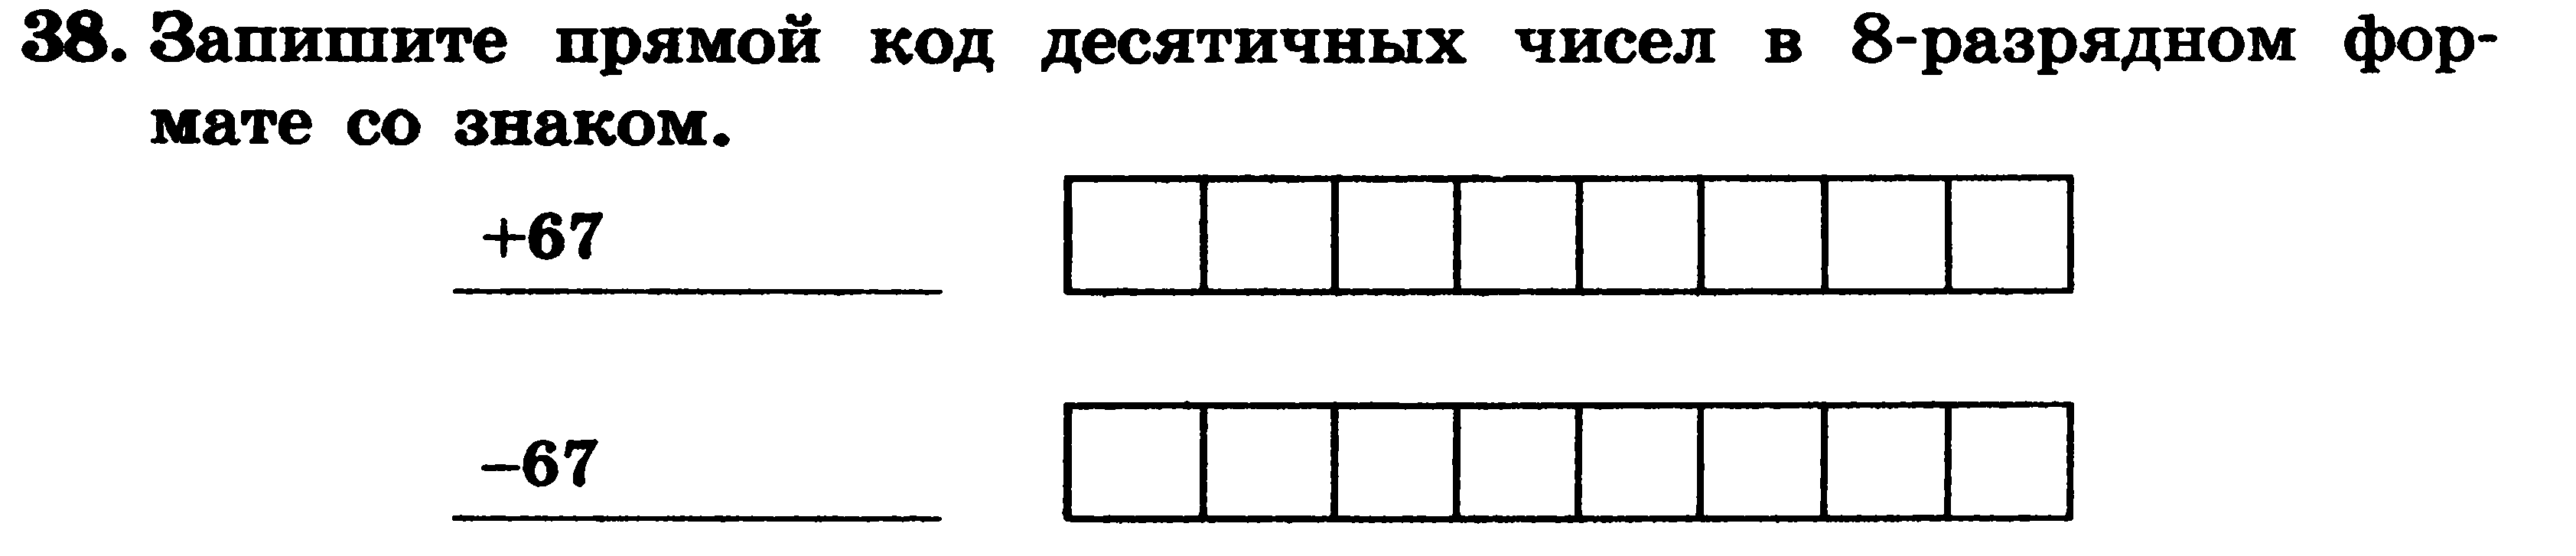 38. Запишите прямой код десятичных чисел в 8-разрядном фор-
мате со знаком.
+67
–67